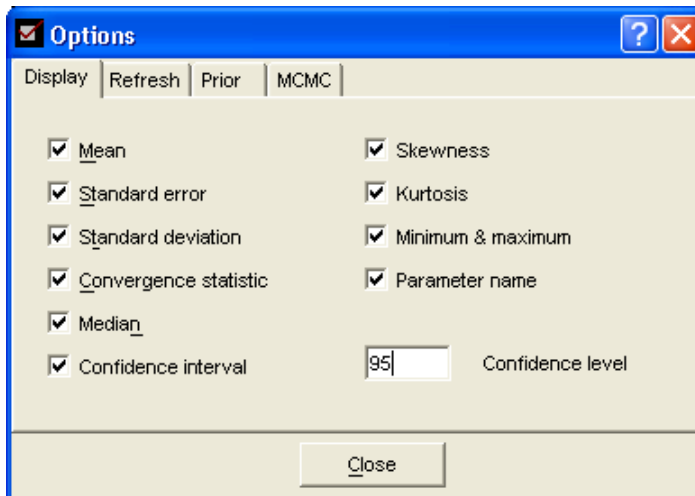 Options
Display Refresh Prior MCMC
Mean
Standard error
Standard deviation
Convergence statistic
Median
Confidence interval
Skewness
Kurtosis
Minimum & maximum
Parameter name
95 Confidence level
Close